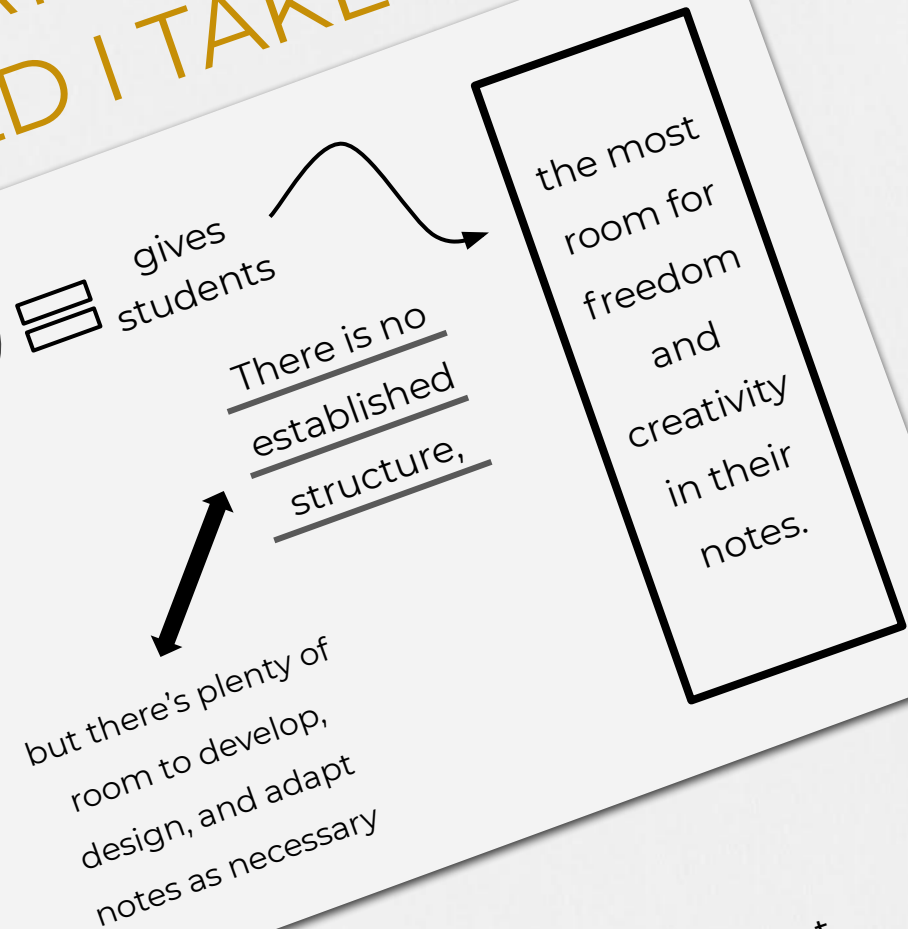 D I TAKE
gives
students
the most
room for
freedom
and
creativity
in their
notes.
There is no
established
structure,
but there's plenty of
room to develop,
design, and adapt
notes as necessary